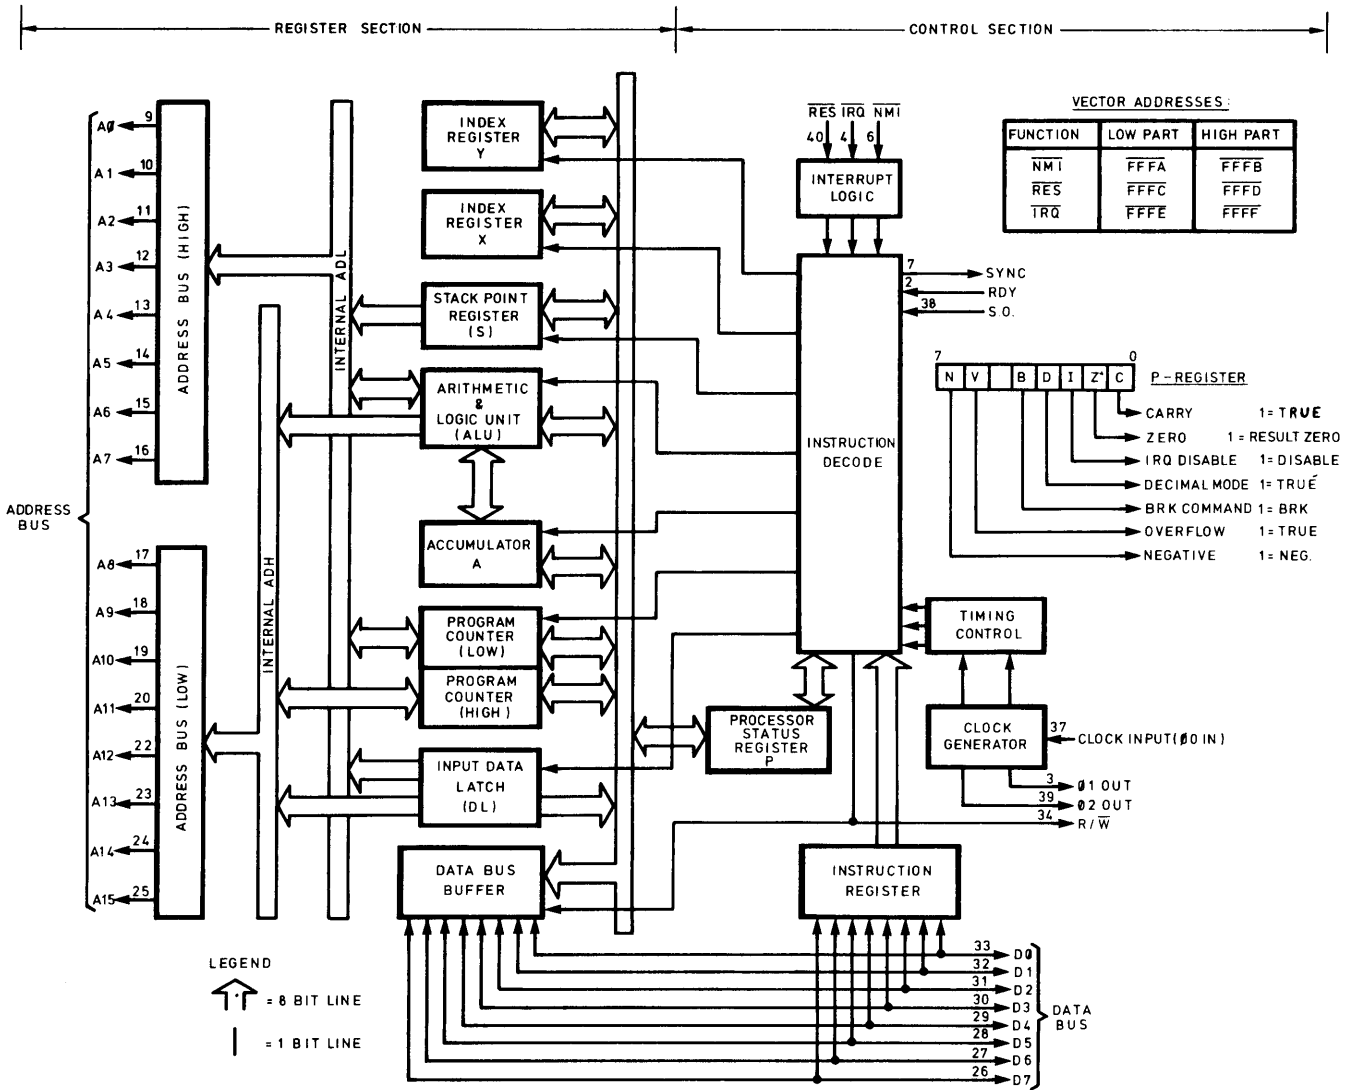 REGISTER SECTION
CONTROL SECTION
VECTOR ADDRESSES:
FUNCTION LOW PART HIGH PART
NMI FFFA FFFB
RES FFFC FFFD
IRQ FFFE FFFF
RES IRQ NMI
40 4 6
INTERRUPT
LOGIC
INSTRUCTION
DECODE
7 SYNC
2 RDY
38 S.O.
7 0
N V B D I Z* C
P-REGISTER
CARRY 1=TRUE
ZERO 1=RESULT ZERO
IRQ DISABLE 1=DISABLE
DECIMAL MODE 1=TRUE
BRK COMMAND 1=BRK
OVERFLOW 1=TRUE
NEGATIVE 1=NEG.
TIMING
CONTROL
CLOCK
GENERATOR
37 CLOCK INPUT(Ø0 IN)
3 Ø1 OUT
39 Ø2 OUT
34 R/W
PROCESSOR
STATUS
REGISTER
P
INSTRUCTION
REGISTER
INDEX
REGISTER
Y
INDEX
REGISTER
X
STACK POINT
REGISTER
(S)
ARITHMETIC
&
LOGIC UNIT
(ALU)
ACCUMULATOR
A
PROGRAM
COUNTER
(LOW)
PROGRAM
COUNTER
(HIGH)
INPUT DATA
LATCH
(DL)
DATA BUS
BUFFER
INTERNAL ADL
INTERNAL ADH
ADDRESS BUS (HIGH)
ADDRESS BUS (LOW)
ADDRESS
BUS
AØ 9
A1 10
A2 11
A3 12
A4 13
A5 14
A6 15
A7 16
A8 17
A9 18
A10 19
A11 20
A12 22
A13 23
A14 24
A15 25
LEGEND
= 8 BIT LINE
= 1 BIT LINE
33 DØ
32 D1
31 D2
30 D3
29 D4
28 D5
27 D6
26 D7
DATA
BUS